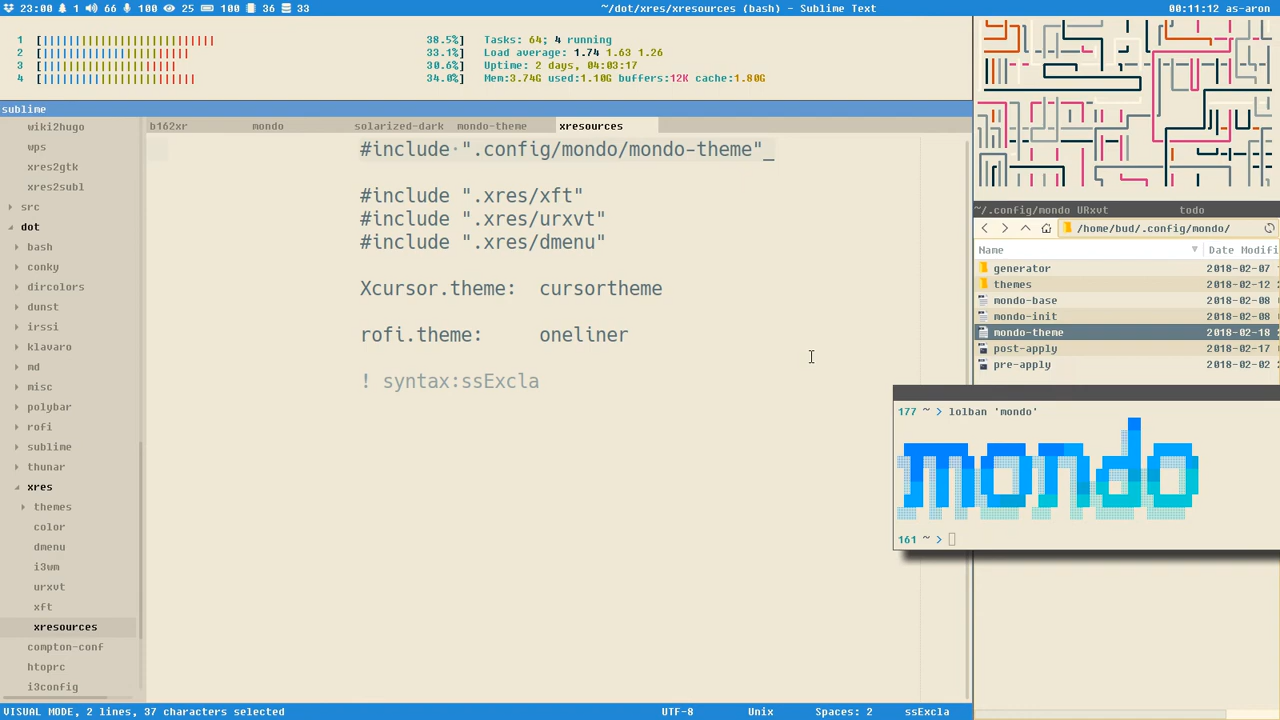 23:00 1 66 100 25 100 36 33
~/dot/xres/xresources (bash) - Sublime Text
00:11:12 as-aron
1 [|||||||||||||||||||||||||||||||||| 38.5%]
2 [||||||||||||||||||||||||||||| 33.1%]
3 [||||||||||||||||||||||||||| 30.6%]
4 [|||||||||||||||||||||||||||||| 34.0%]
Tasks: 64; 4 running
Load average: 1.74 1.63 1.26
Uptime: 2 days, 04:03:17
Mem:3.74G used:1.10G buffers:12K cache:1.80G
sublime
wiki2hugo
wps
xres2gtk
xres2subl
src
dot
bash
conky
dircolors
dunst
irssi
klavaro
md
misc
polybar
rofi
sublime
thunar
xres
themes
color
dmenu
i3wm
urxvt
xft
xresources
compton-conf
htoprc
i3config
b162xr mondo solarized-dark mondo-theme xresources
#include·".config/mondo/mondo-theme"_
#include ".xres/xft"
#include ".xres/urxvt"
#include ".xres/dmenu"
Xcursor.theme: cursortheme
rofi.theme: oneliner
! syntax:ssExcla
~/.config/mondo URxvt todo
/home/bud/.config/mondo/
Name Date Modifi
generator 2018-02-07
themes 2018-02-12
mondo-base 2018-02-08
mondo-init 2018-02-08
mondo-theme 2018-02-18
post-apply 2018-02-17
pre-apply 2018-02-02
177 ~ > lolban 'mondo'
mondo
161 ~ >
VISUAL MODE, 2 lines, 37 characters selected UTF-8 Unix Spaces: 2 ssExcla